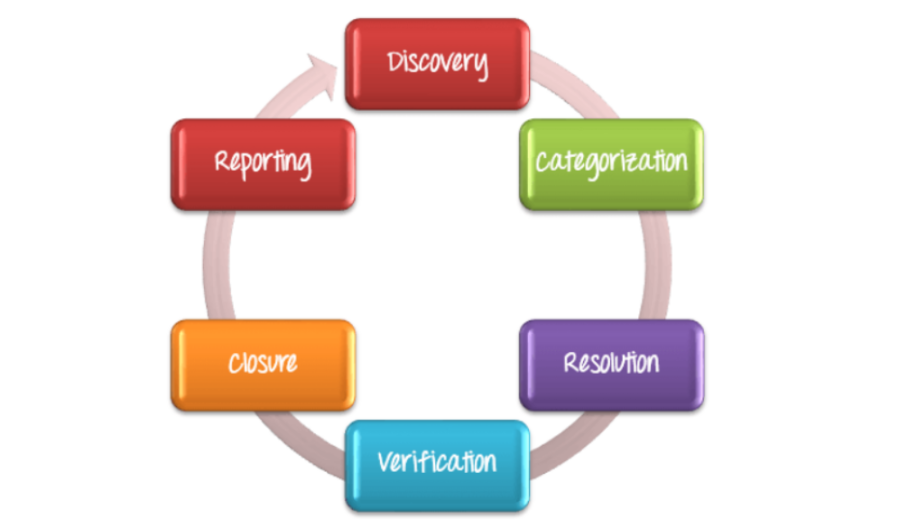 Discovery
Categorization
Resolution
Verification
Closure
Reporting